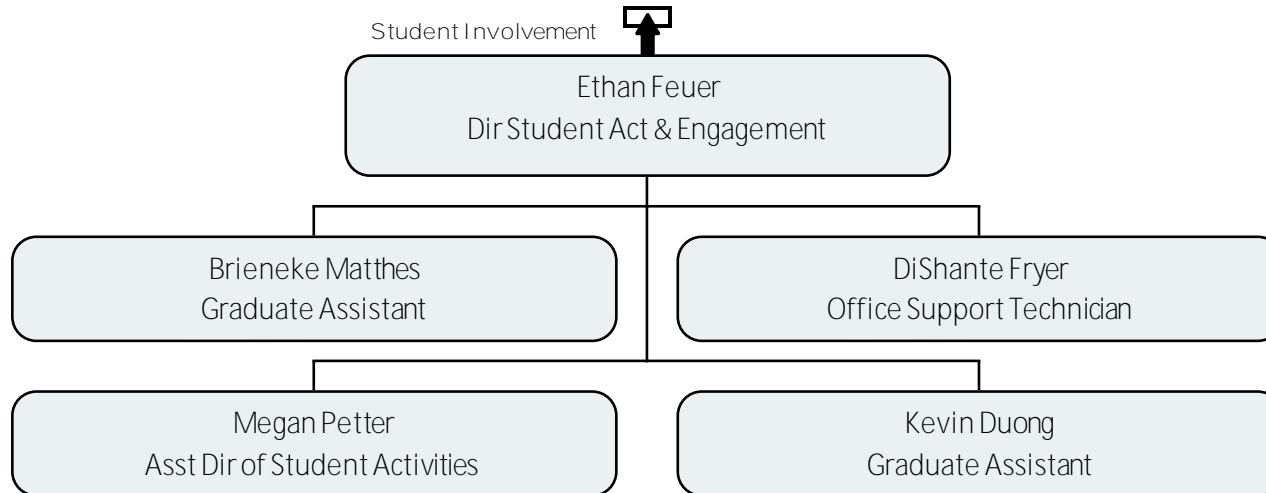 Student Involvement
Ethan Feuer
Dir Student Act & Engagement
Brieneke Matthes
Graduate Assistant
DiShante Fryer
Office Support Technician
Megan Petter
Asst Dir of Student Activities
Kevin Duong
Graduate Assistant